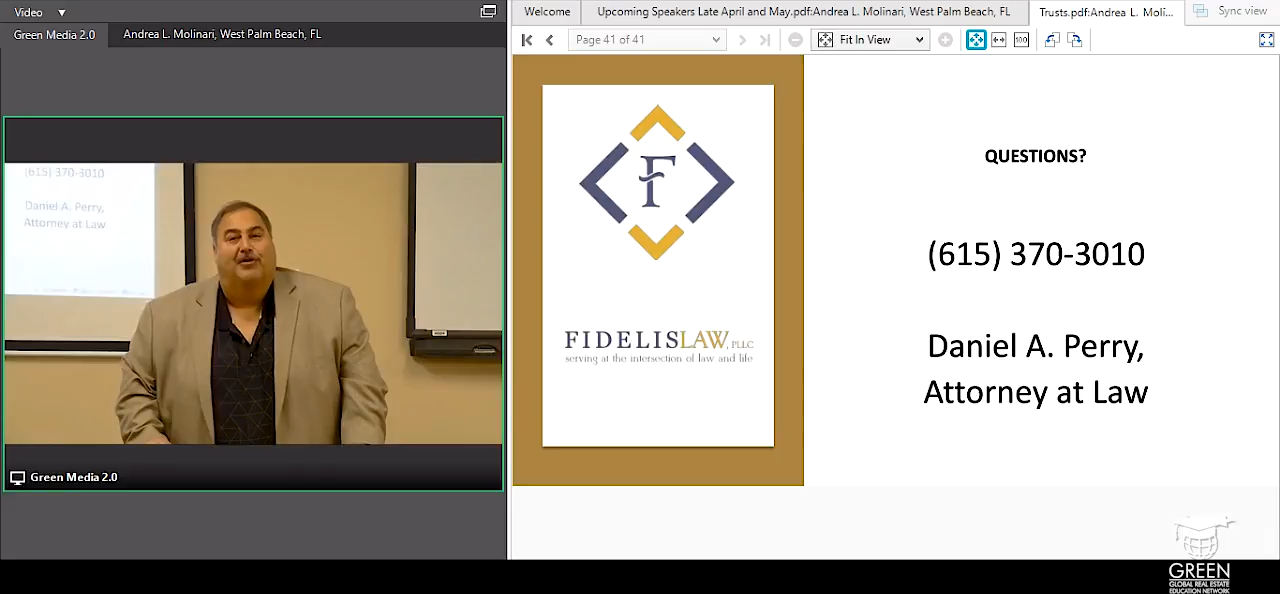 Video
Green Media 2.0
Andrea L. Molinari, West Palm Beach, FL
(615) 370-3010
Daniel A. Perry,
Attorney at Law
Green Media 2.0
Welcome
Upcoming Speakers Late April and May.pdf:Andrea L. Molinari, West Palm Beach, FL
Trusts.pdf:Andrea L. Moli...
Sync view
Page 41 of 41
Fit In View
100
F
FIDELISLAW, PLLC
serving at the intersection of law and life
QUESTIONS?
(615) 370-3010
Daniel A. Perry,
Attorney at Law
GREEN
GLOBAL REAL ESTATE
EDUCATION NETWORK